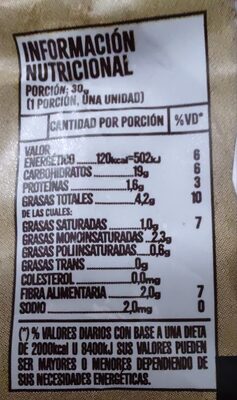 INFORMACIÓN
NUTRICIONAL
PORCIÓN: 30g
(1 PORCIÓN, UNA UNIDAD)
CANTIDAD POR PORCIÓN %VD*
VALOR
ENERGÉTICO......120kcal=502kJ 6
CARBOHIDRATOS......19g 6
PROTEÍNAS......1,6g 3
GRASAS TOTALES......4,2g 10
DE LAS CUALES:
GRASAS SATURADAS......1,0g 7
GRASAS MONOINSATURADAS...2,3g
GRASAS POLIINSATURADAS...0,6g
GRASAS TRANS......0g
COLESTEROL......0,0mg
FIBRA ALIMENTARIA......2,0g 7
SODIO......2,0mg 0
(*) % VALORES DIARIOS CON BASE A UNA DIETA
DE 2000kcal U 8400kJ SUS VALORES PUEDEN
SER MAYORES O MENORES DEPENDIENDO DE
SUS NECESIDADES ENERGÉTICAS.